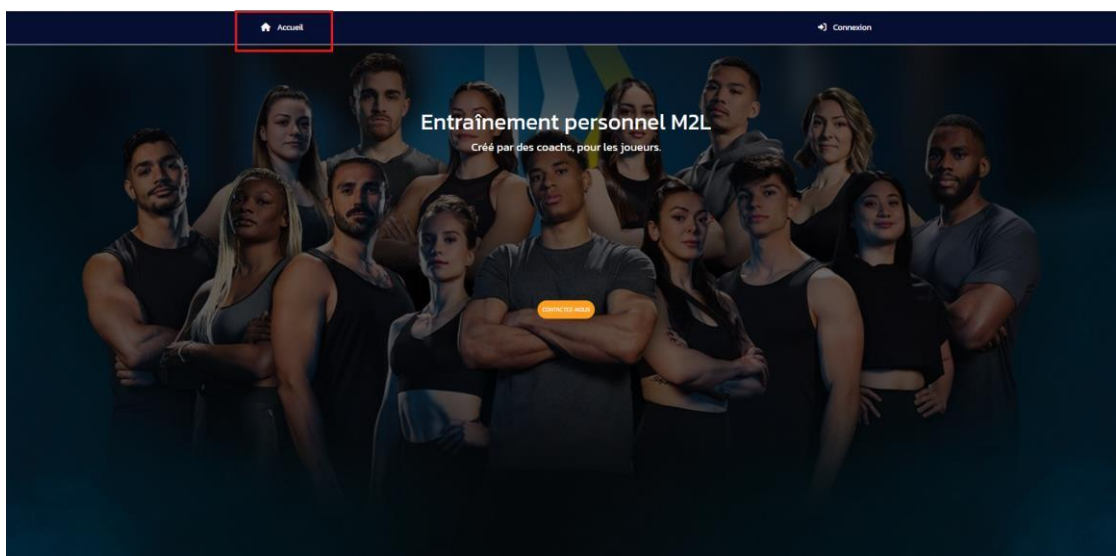 Accueil
Connexion
Entraînement personnel M2L
Créé par des coachs, pour les joueurs.
CONTACTEZ-NOUS